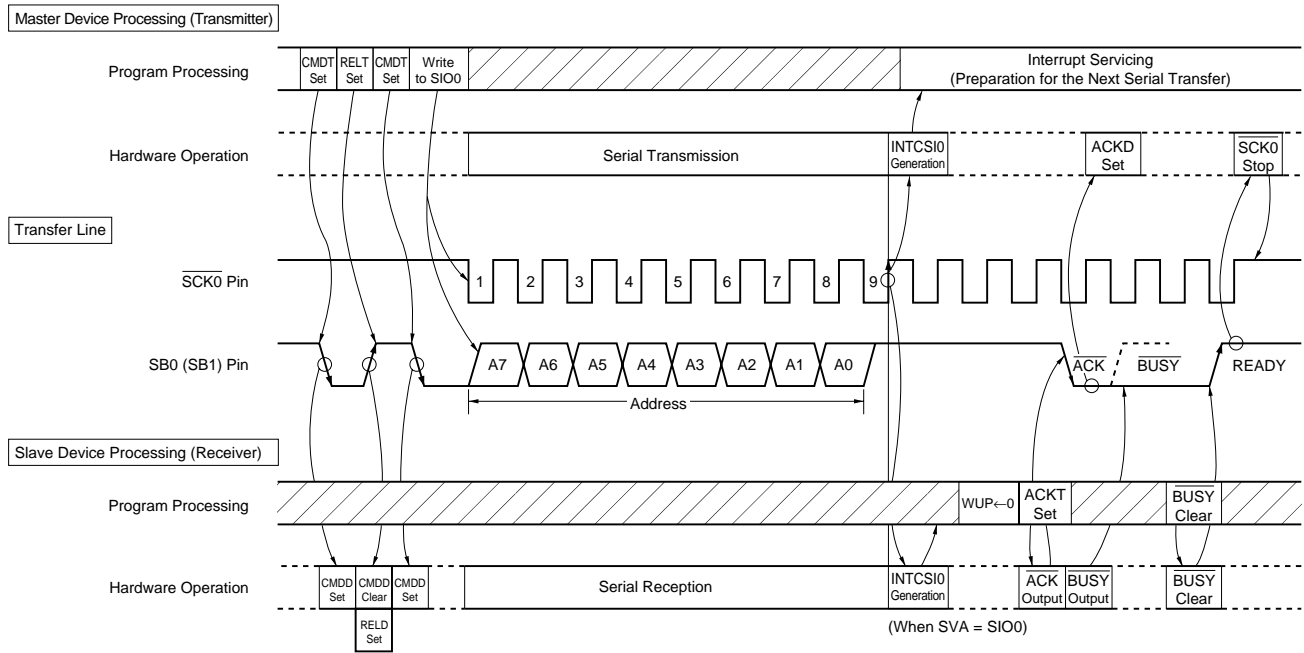 Master Device Processing (Transmitter)
Program Processing
CMDT Set
RELT Set
CMDT Set
Write to SIO0
Interrupt Servicing
(Preparation for the Next Serial Transfer)
Hardware Operation
Serial Transmission
INTCSI0 Generation
ACKD Set
SCK0 Stop
Transfer Line
SCK0 Pin
1 2 3 4 5 6 7 8 9
SB0 (SB1) Pin
A7 A6 A5 A4 A3 A2 A1 A0
ACK
BUSY
READY
Address
Slave Device Processing (Receiver)
Program Processing
WUP←0
ACKT Set
BUSY Clear
Hardware Operation
CMDD Set
CMDD Clear
CMDD Set
Serial Reception
INTCSI0 Generation
ACK Output
BUSY Output
BUSY Clear
RELD Set
(When SVA = SIO0)